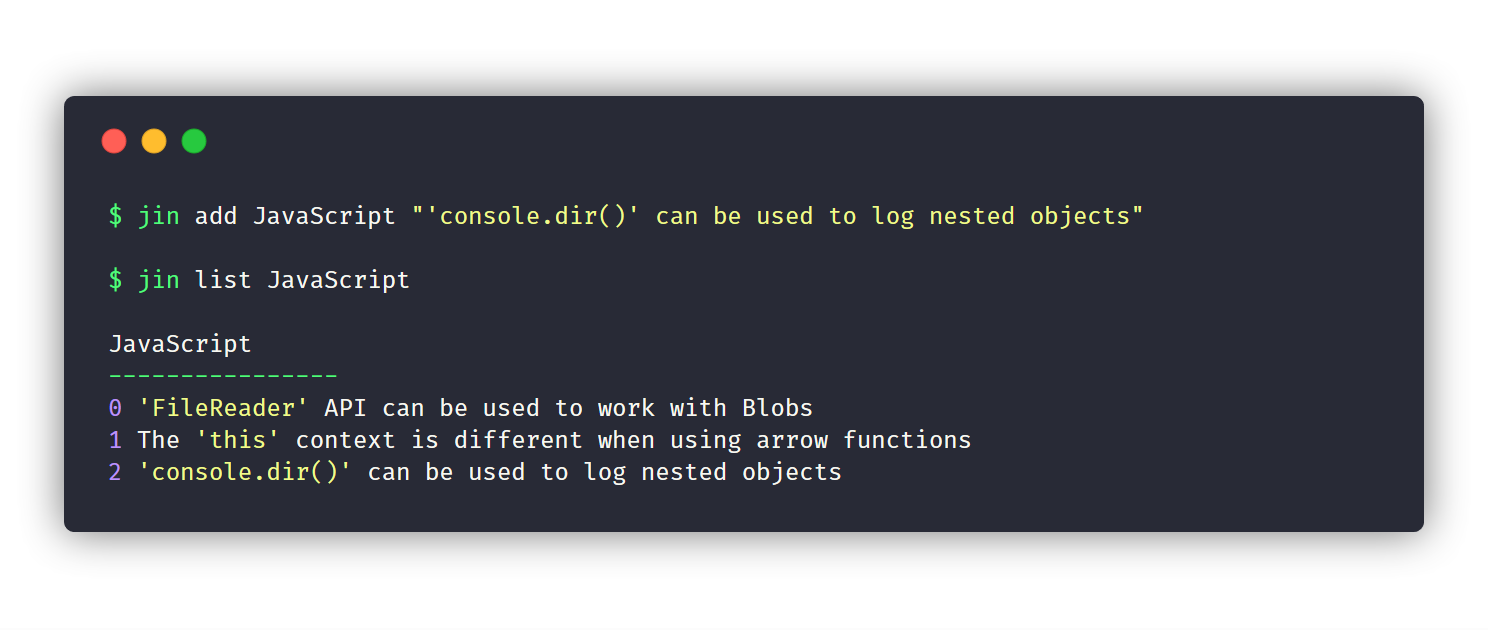 $ jin add JavaScript "'console.dir()' can be used to log nested objects"
$ jin list JavaScript
JavaScript
----------------
0 'FileReader' API can be used to work with Blobs
1 The 'this' context is different when using arrow functions
2 'console.dir()' can be used to log nested objects